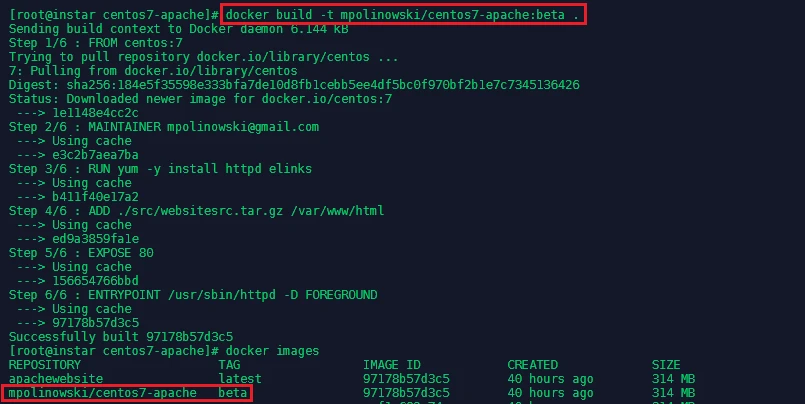 [root@instar centos7-apache]# docker build -t mpolinowski/centos7-apache:beta .
Sending build context to Docker daemon 6.144 kB
Step 1/6 : FROM centos:7
Trying to pull repository docker.io/library/centos ...
7: Pulling from docker.io/library/centos
Digest: sha256:184e5f35598e333bfa7de10d8fb1cebb5ee4df5bc0f970bf2b1e7c7345136426
Status: Downloaded newer image for docker.io/centos:7
---> 1e1148e4cc2c
Step 2/6 : MAINTAINER mpolinowski@gmail.com
---> Using cache
---> e3c2b7aea7ba
Step 3/6 : RUN yum -y install httpd elinks
---> Using cache
---> b411f40e17a2
Step 4/6 : ADD ./src/websitesrc.tar.gz /var/www/html
---> Using cache
---> ed9a3859fa1e
Step 5/6 : EXPOSE 80
---> Using cache
---> 156654766bbd
Step 6/6 : ENTRYPOINT /usr/sbin/httpd -D FOREGROUND
---> Using cache
---> 97178b57d3c5
Successfully built 97178b57d3c5
[root@instar centos7-apache]# docker images
REPOSITORY TAG IMAGE ID CREATED SIZE
apachewebsite latest 97178b57d3c5 40 hours ago 314 MB
mpolinowski/centos7-apache beta 97178b57d3c5 40 hours ago 314 MB